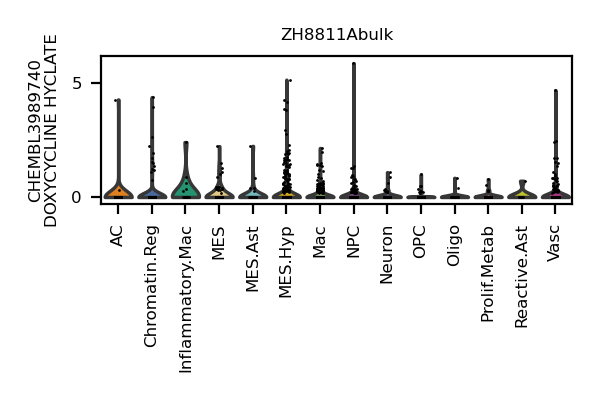 ZH8811Abulk
CHEMBL3989740
DOXYCYCLINE HYCLATE
5
0
AC
Chromatin.Reg
Inflammatory.Mac
MES
MES.Ast
MES.Hyp
Mac
NPC
Neuron
OPC
Oligo
Prolif.Metab
Reactive.Ast
Vasc